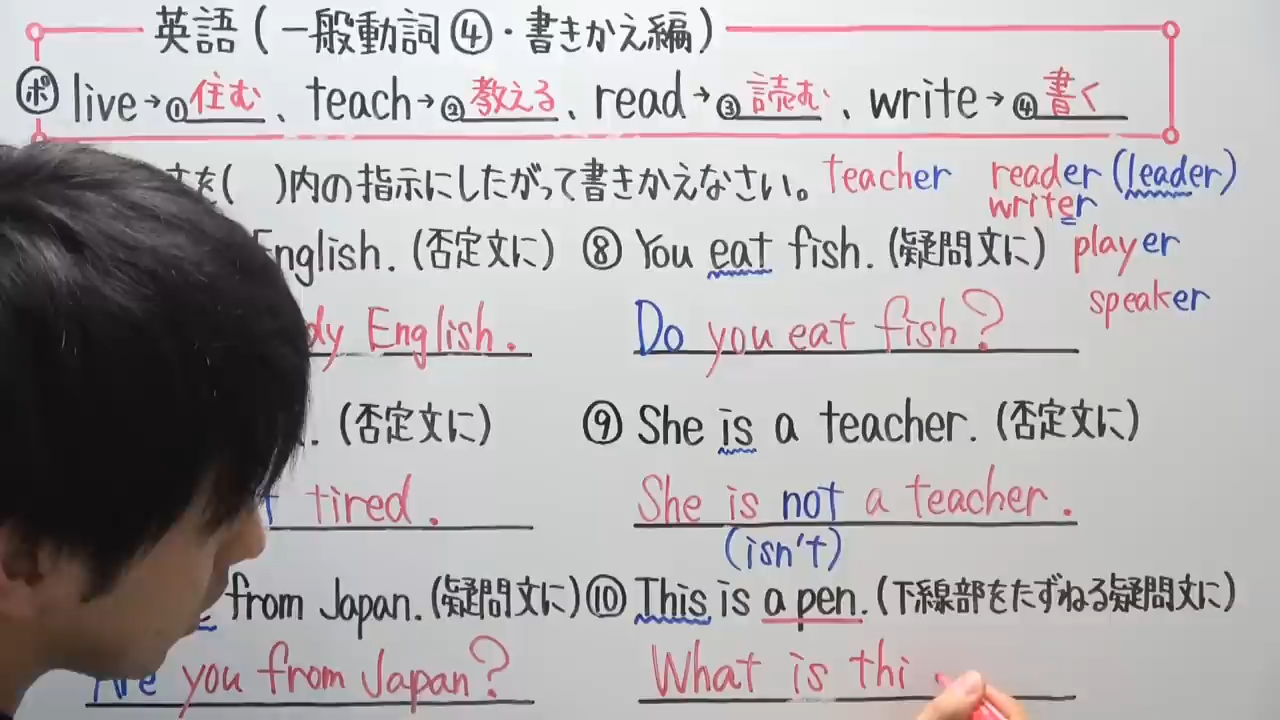 英語(一般動詞④・書きかえ編)
ポ live→①住む、teach→②教える、read→③読む、write→④書く
文を( )内の指示にしたがって書きかえなさい。
teacher reader (leader)
writer
player
speaker
English. (否定文に)
dy English.
⑧ You eat fish. (疑問文に)
Do you eat fish?
. (否定文に)
t tired.
⑨ She is a teacher. (否定文に)
She is not a teacher.
(isn't)
from Japan. (疑問文に)
Are you from Japan?
⑩ This is a pen. (下線部をたずねる疑問文に)
What is thi